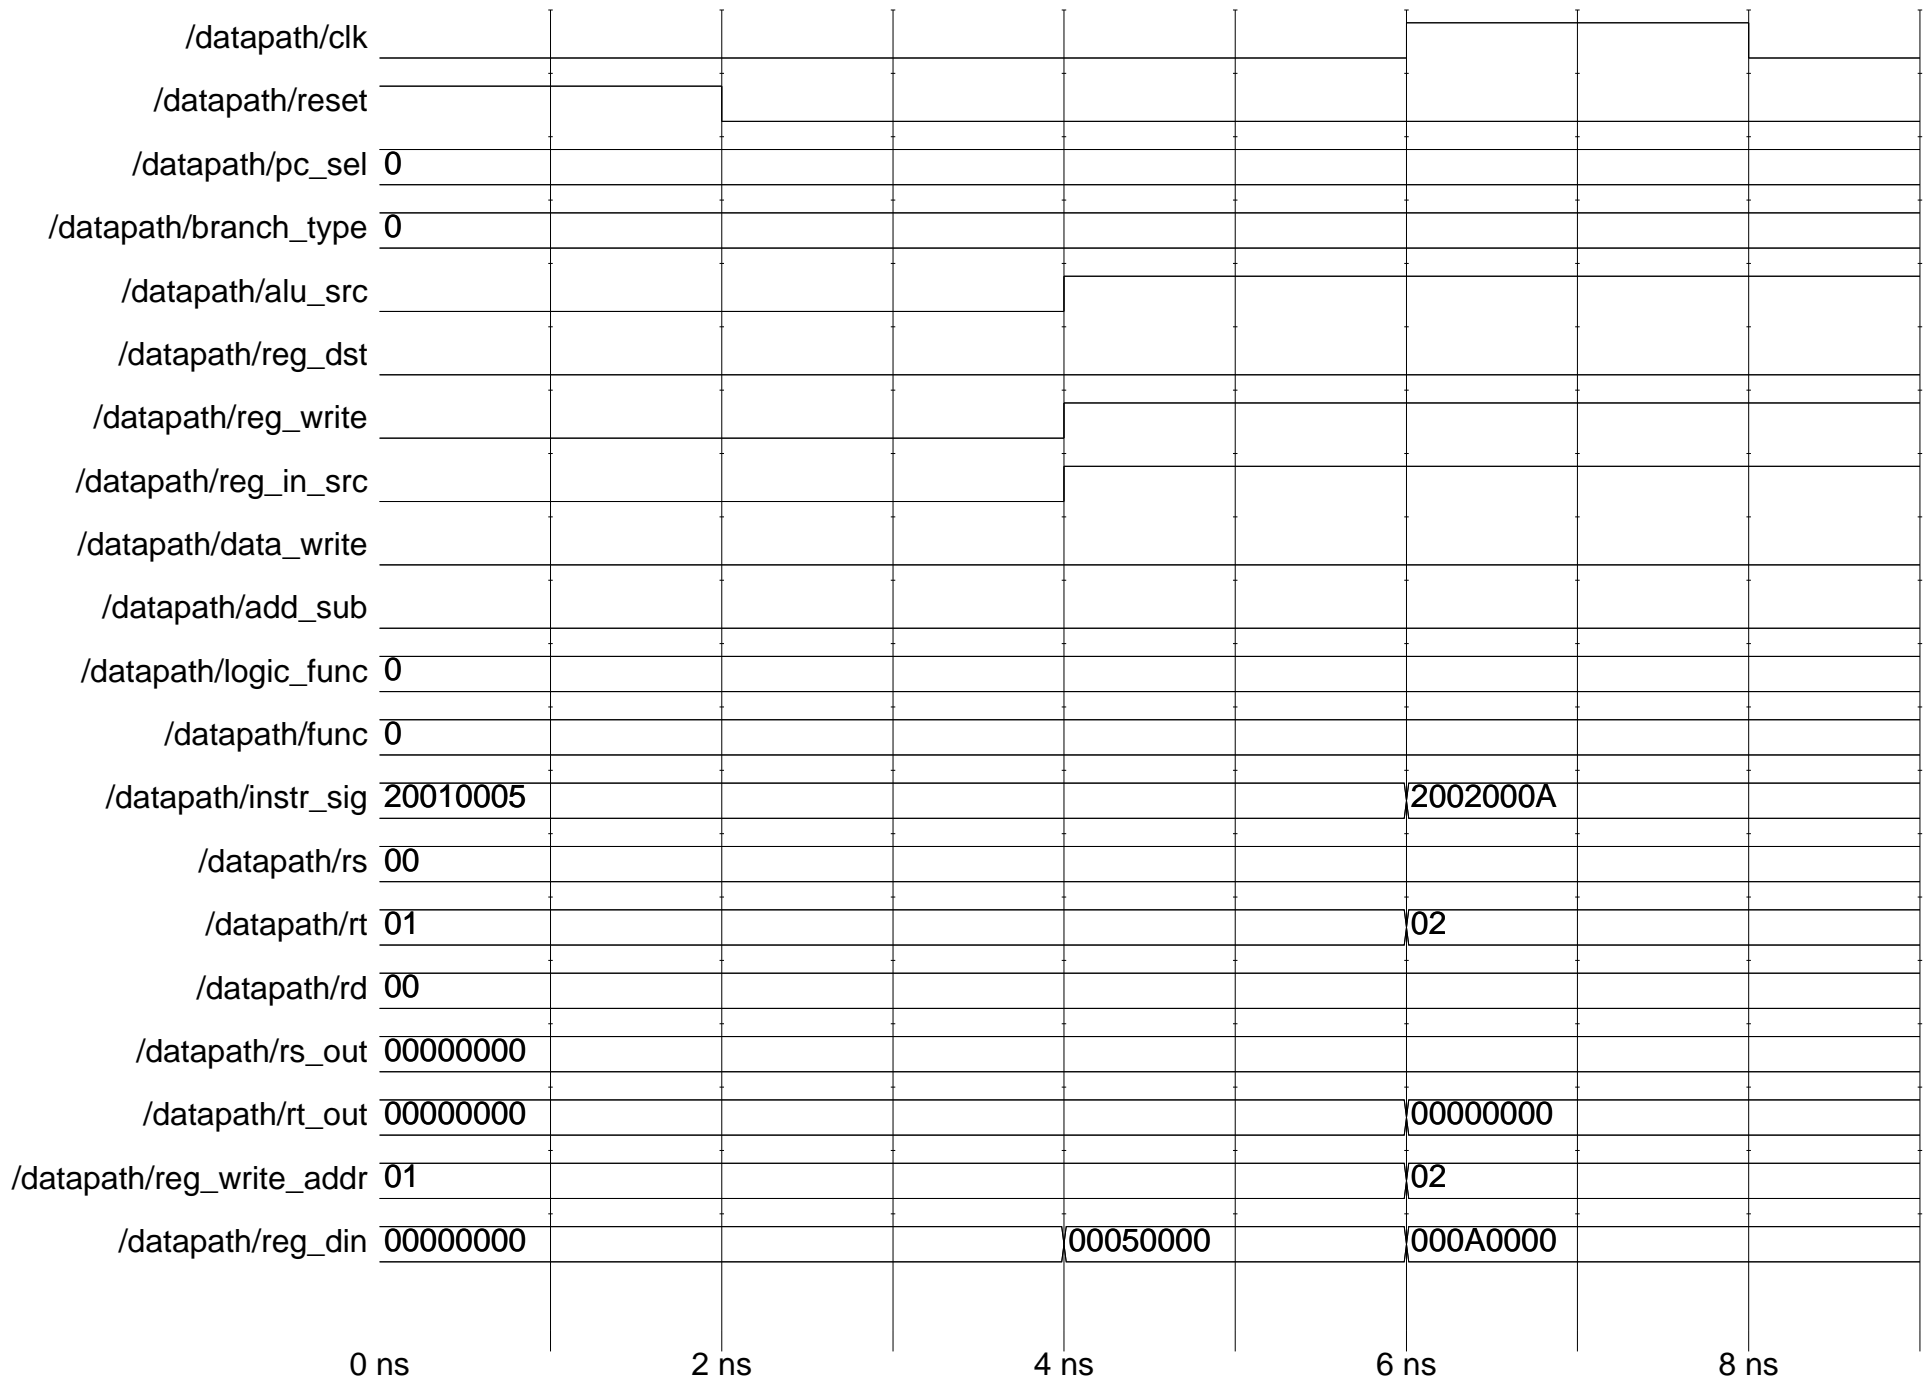 /datapath/clk
/datapath/reset
/datapath/pc_sel 0
/datapath/branch_type 0
/datapath/alu_src
/datapath/reg_dst
/datapath/reg_write
/datapath/reg_in_src
/datapath/data_write
/datapath/add_sub
/datapath/logic_func 0
/datapath/func 0
/datapath/instr_sig 20010005 2002000A
/datapath/rs 00
/datapath/rt 01 02
/datapath/rd 00
/datapath/rs_out 00000000
/datapath/rt_out 00000000 00000000
/datapath/reg_write_addr 01 02
/datapath/reg_din 00000000 00050000 000A0000
0 ns 2 ns 4 ns 6 ns 8 ns